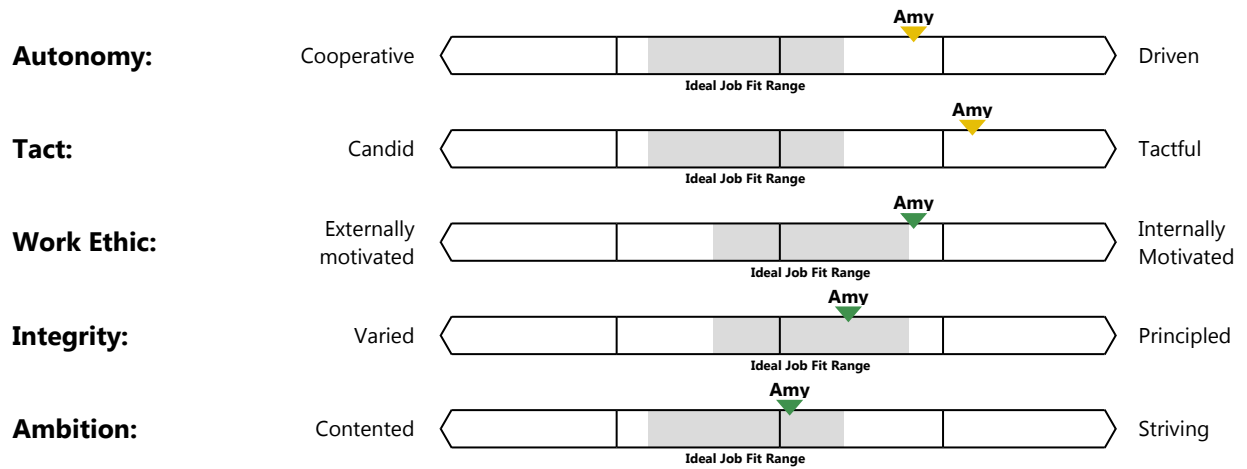 Amy
Autonomy: Cooperative Driven
Ideal Job Fit Range
Amy
Tact: Candid Tactful
Ideal Job Fit Range
Amy
Work Ethic: Externally motivated Internally Motivated
Ideal Job Fit Range
Amy
Integrity: Varied Principled
Ideal Job Fit Range
Amy
Ambition: Contented Striving
Ideal Job Fit Range